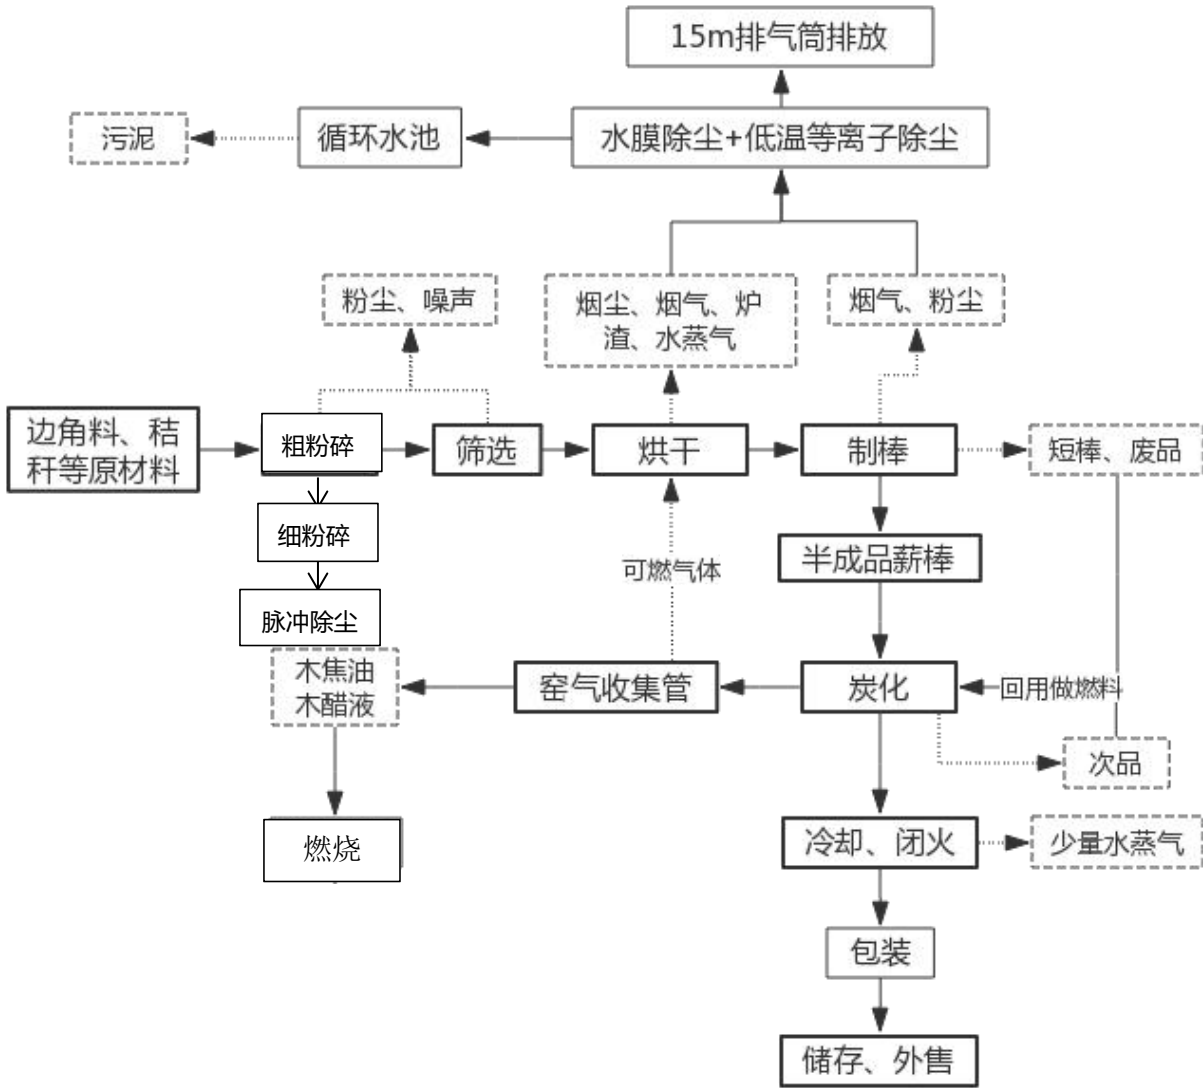 15m排气筒排放
污泥
循环水池
水膜除尘+低温等离子除尘
粉尘、噪声
烟尘、烟气、炉
渣、水蒸气
烟气、粉尘
边角料、秸
秆等原材料
粗粉碎
筛选
烘干
制棒
短棒、废品
细粉碎
可燃气体
半成品薪棒
脉冲除尘
木焦油
木醋液
窑气收集管
炭化
回用做燃料
次品
燃烧
冷却、闭火
少量水蒸气
包装
储存、外售